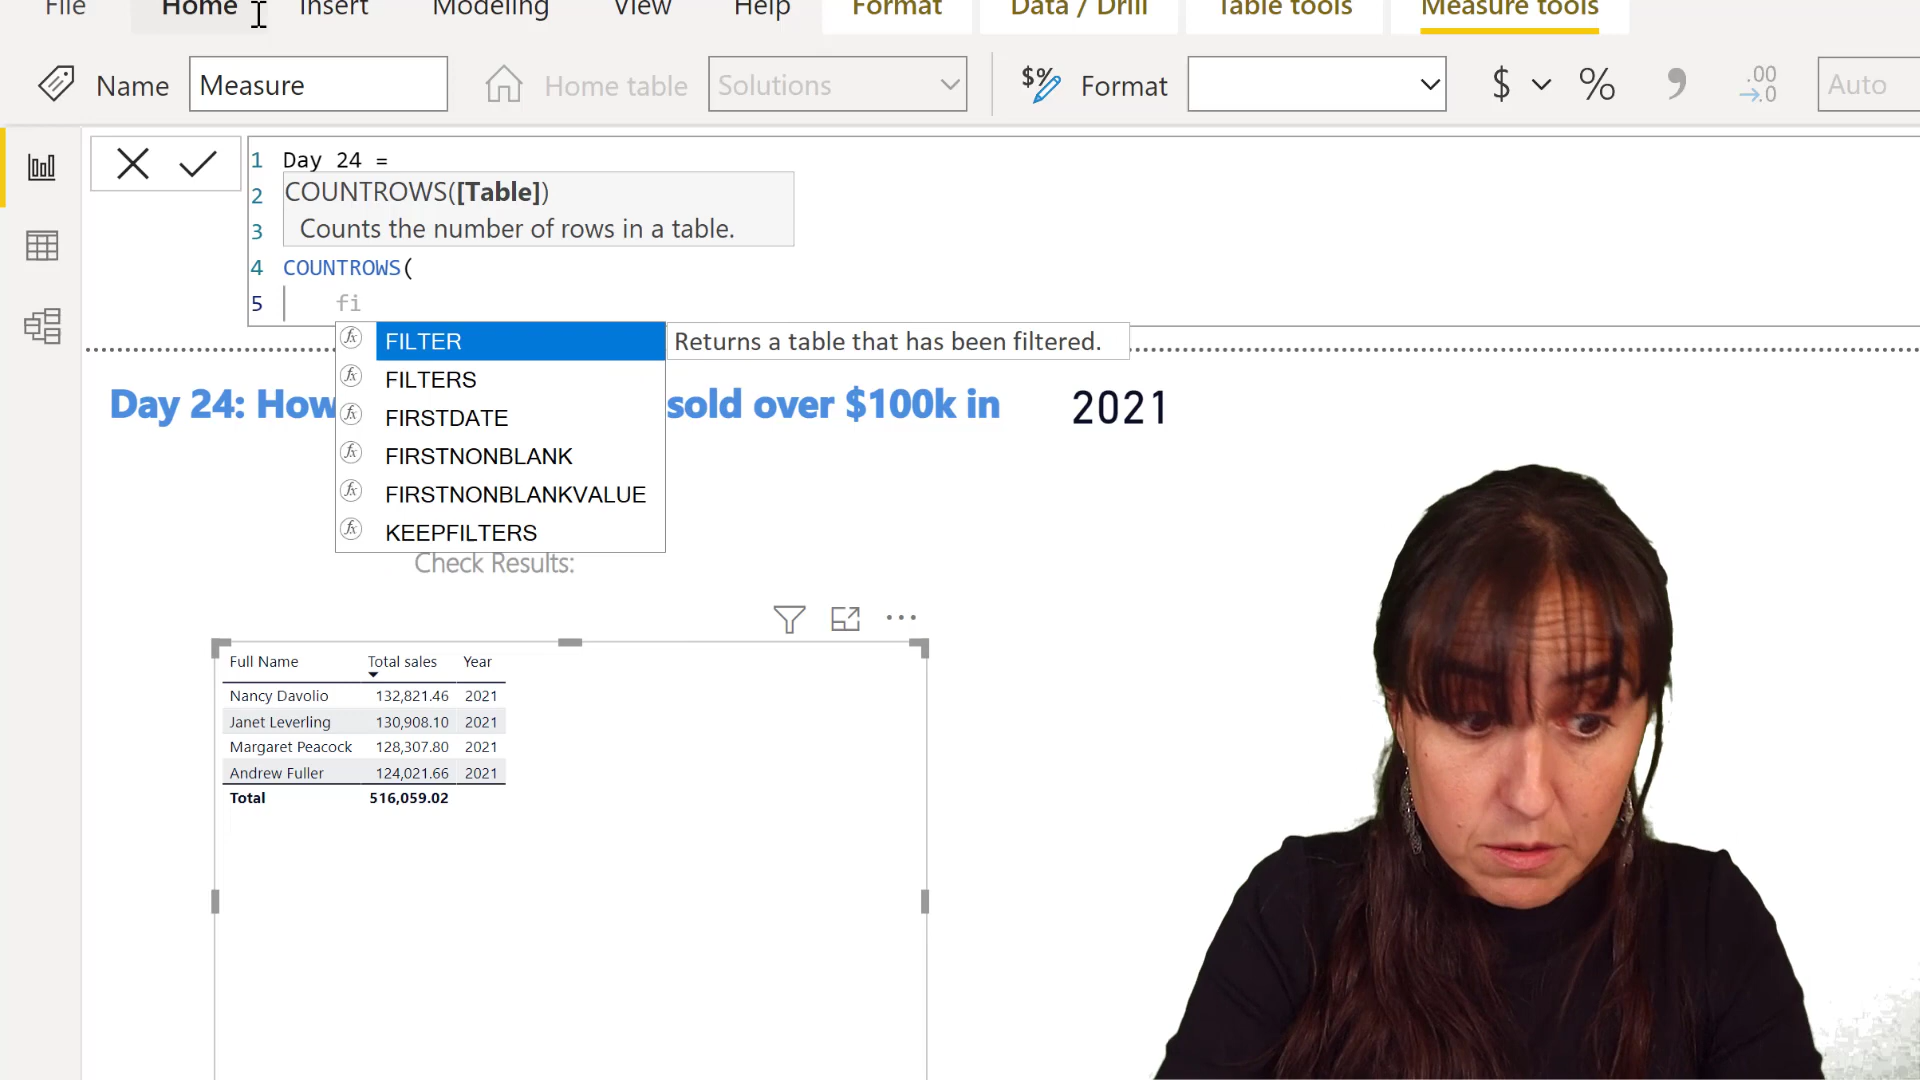 File Home Insert Modeling View Help Format Data / Drill Table tools Measure tools
Name Measure Home table Solutions $% Format $ % .00 →.0 Auto
1 Day 24 =
2 COUNTROWS([Table])
3 Counts the number of rows in a table.
4 COUNTROWS(
5 fi
FILTER Returns a table that has been filtered.
FILTERS
FIRSTDATE
FIRSTNONBLANK
FIRSTNONBLANKVALUE
KEEPFILTERS
Day 24: How sold over $100k in 2021
Check Results:
Full Name Total sales Year
Nancy Davolio 132,821.46 2021
Janet Leverling 130,908.10 2021
Margaret Peacock 128,307.80 2021
Andrew Fuller 124,021.66 2021
Total 516,059.02